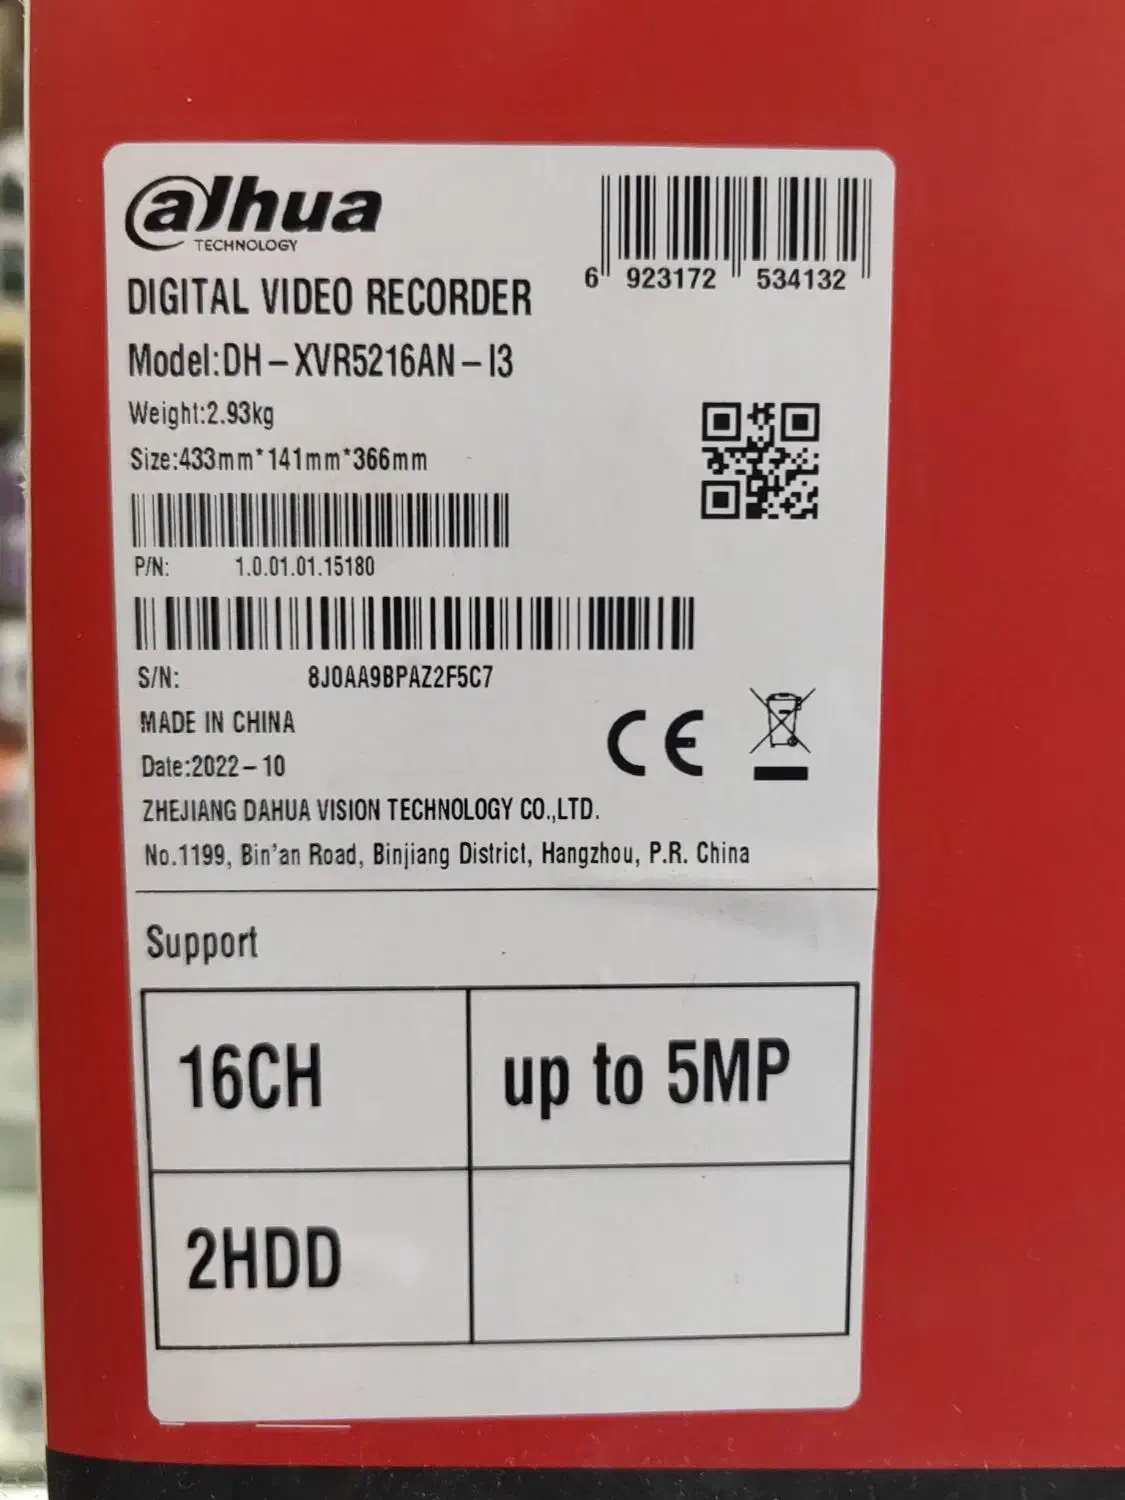 alhua
TECHNOLOGY
6 923172 534132
DIGITAL VIDEO RECORDER
Model:DH-XVR5216AN-I3
Weight:2.93kg
Size:433mm*141mm*366mm
P/N: 1.0.01.01.15180
S/N: 8J0AA9BPAZ2F5C7
MADE IN CHINA
CE
Date:2022-10
ZHEJIANG DAHUA VISION TECHNOLOGY CO.,LTD.
No.1199, Bin'an Road, Binjiang District, Hangzhou, P.R. China
Support
16CH up to 5MP
2HDD